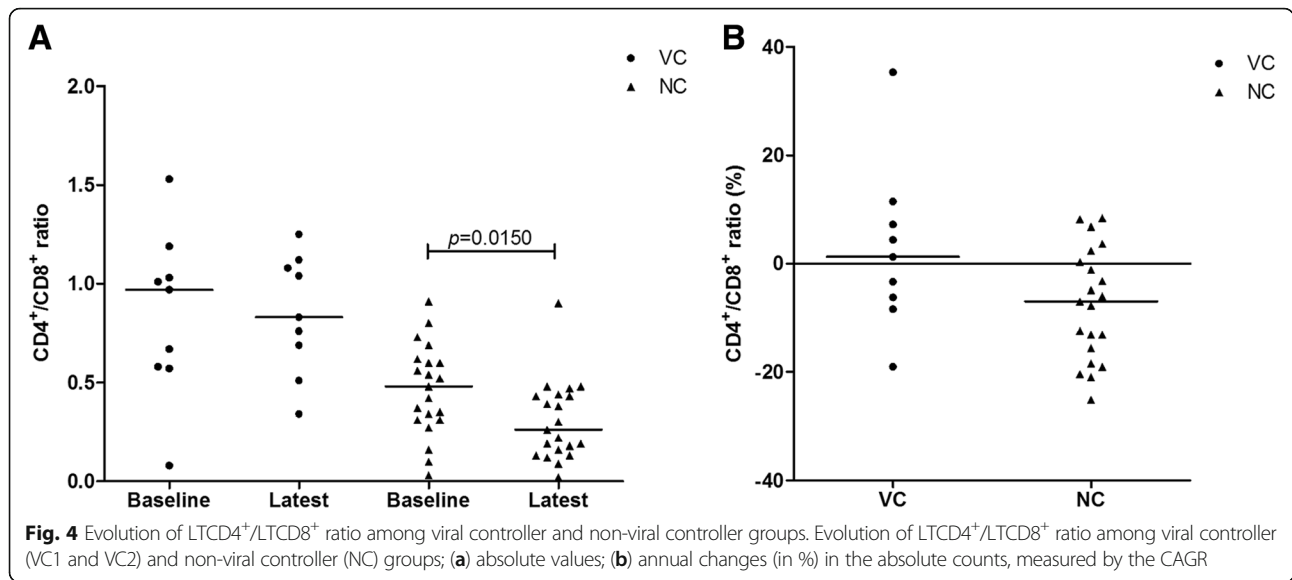 A
B
● VC
▲ NC
● VC
▲ NC
CD4⁺/CD8⁺ ratio
2.0
1.5
1.0
0.5
0.0
p=0.0150
Baseline Latest Baseline Latest
CD4⁺/CD8⁺ ratio (%)
40
20
0
-20
-40
VC NC
Fig. 4 Evolution of LTCD4⁺/LTCD8⁺ ratio among viral controller and non-viral controller groups. Evolution of LTCD4⁺/LTCD8⁺ ratio among viral controller
(VC1 and VC2) and non-viral controller (NC) groups; (a) absolute values; (b) annual changes (in %) in the absolute counts, measured by the CAGR